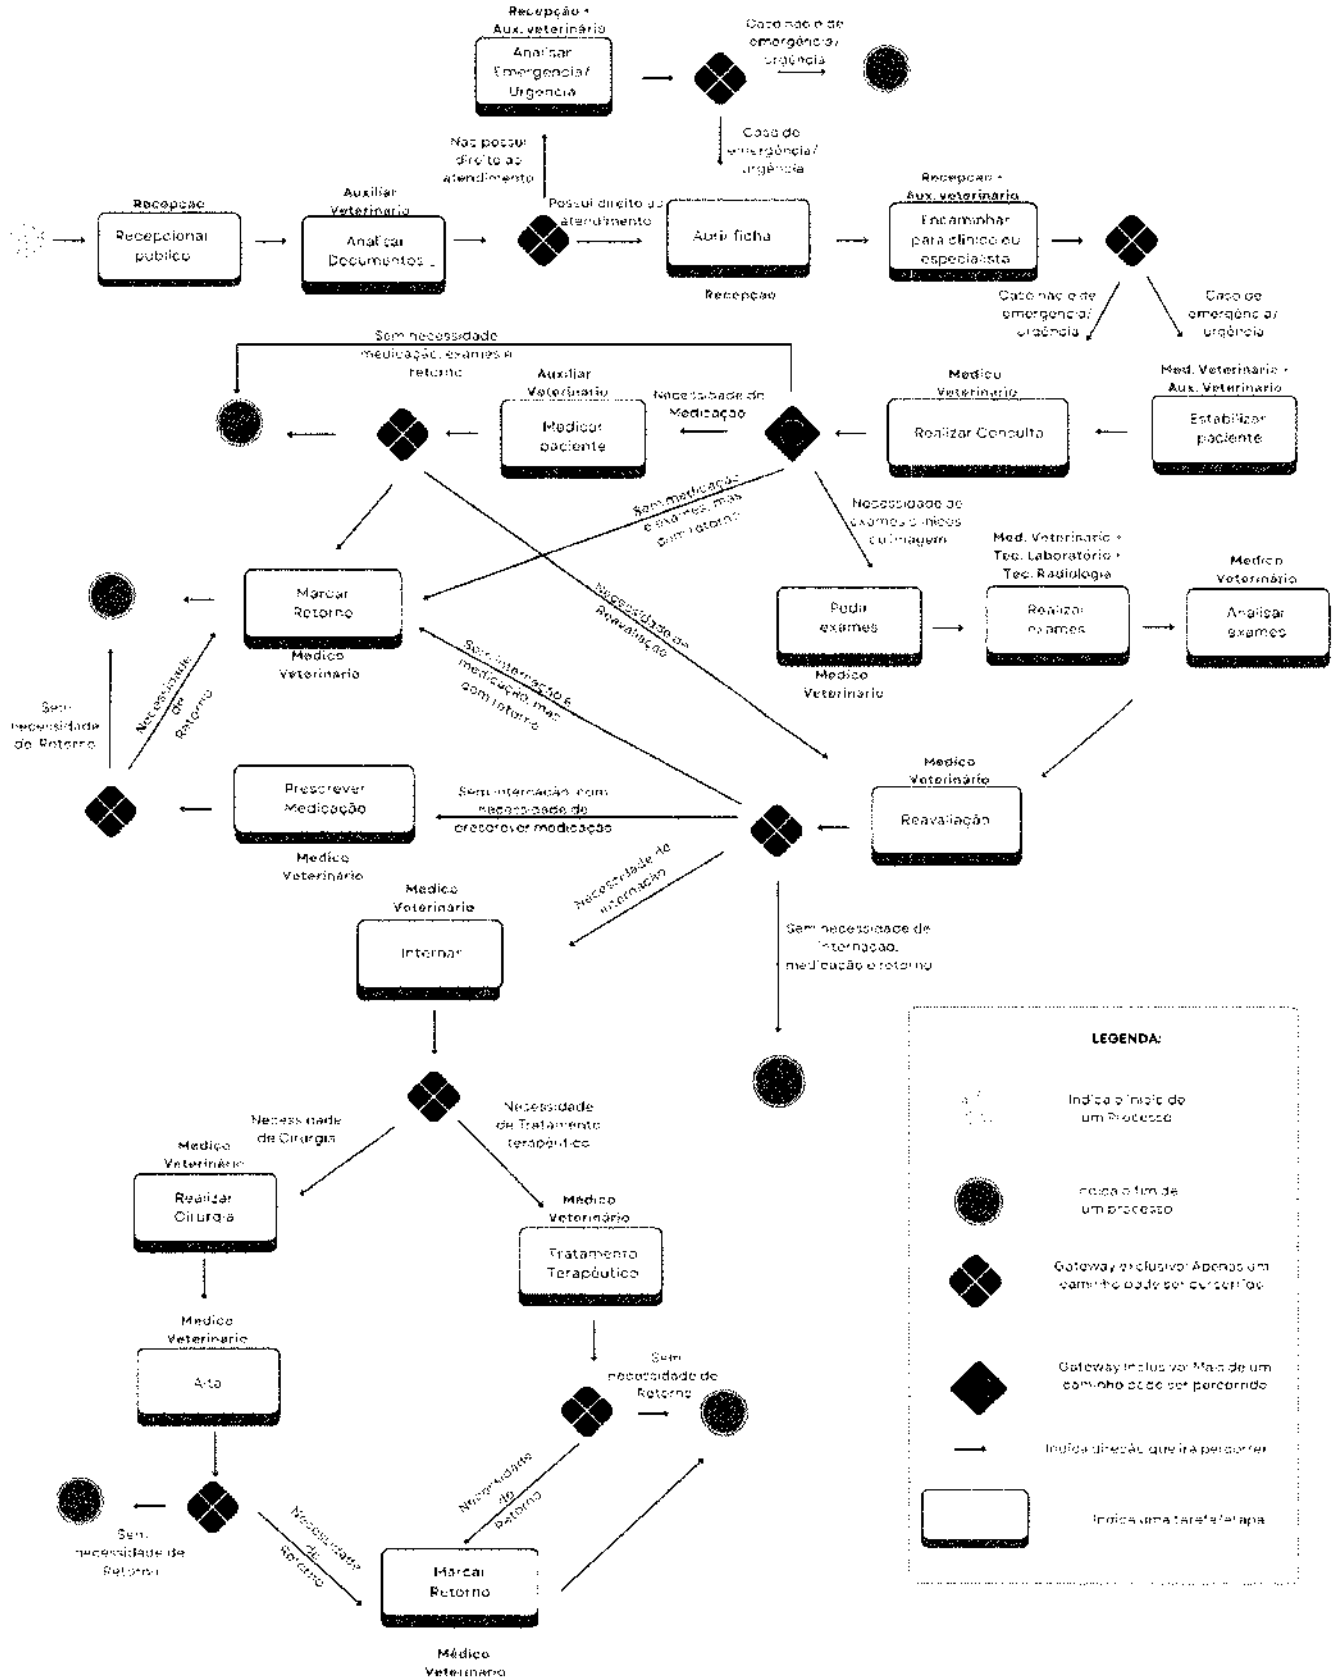 Recepção +
Aux. veterinário
Analisar
Emergência/
Urgência
Caso não é de
emergência/
urgência
Não possui
direito ao
atendimento
Caso de
emergência/
urgência
Recepção
Recepcionar
público
Auxiliar
Veterinário
Analisar
Documentos
Possui direito ao
atendimento
Abrir ficha
Recepção
Recepção +
Aux. veterinário
Encaminhar
para clínico ou
especialista
Caso não é de
emergência/
urgência
Caso de
emergência/
urgência
Sem necessidade
medicação, exames e
retorno
Auxiliar
Veterinário
Medicar
paciente
Necessidade de
Medicação
Médico
Veterinário
Realizar Consulta
Med. Veterinário +
Aux. Veterinário
Estabilizar
paciente
Sem medicação
e exames, mas
com retorno
Necessidade de
exames clínicos
ou imagem
Med. Veterinário +
Tec. Laboratório +
Tec. Radiologia
Realizar
exames
Médico
Veterinário
Analisar
exames
Marcar
Retorno
Médico
Veterinário
Necessidade de
Reavaliação
Pedir
exames
Médico
Veterinário
Sem
necessidade
de Retorno
Necessidade
de
Retorno
Sem internação e
medicação, mas
com retorno
Prescrever
Medicação
Médico
Veterinário
Sem internação, com
necessidade de
prescrever medicação
Médico
Veterinário
Reavaliação
Necessidade de
internação
Médico
Veterinário
Internar
Sem necessidade de
internação,
medicação e retorno
Necessidade
de Cirurgia
Necessidade
de Tratamento
terapêutico
Médico
Veterinário
Realizar
Cirurgia
Médico
Veterinário
Tratamento
Terapêutico
Médico
Veterinário
Alta
Sem
necessidade de
Retorno
Necessidade
de
Retorno
Sem
necessidade de
Retorno
Necessidade
de
Retorno
Marcar
Retorno
Médico
Veterinário
LEGENDA:
Indica o início de
um Processo
Indica o fim de
um processo
Gateway exclusivo: Apenas um
caminho pode ser percorrido
Gateway Inclusivo: Mais de um
caminho pode ser percorrido
Indica direção que irá percorrer
Indica uma tarefa/etapa